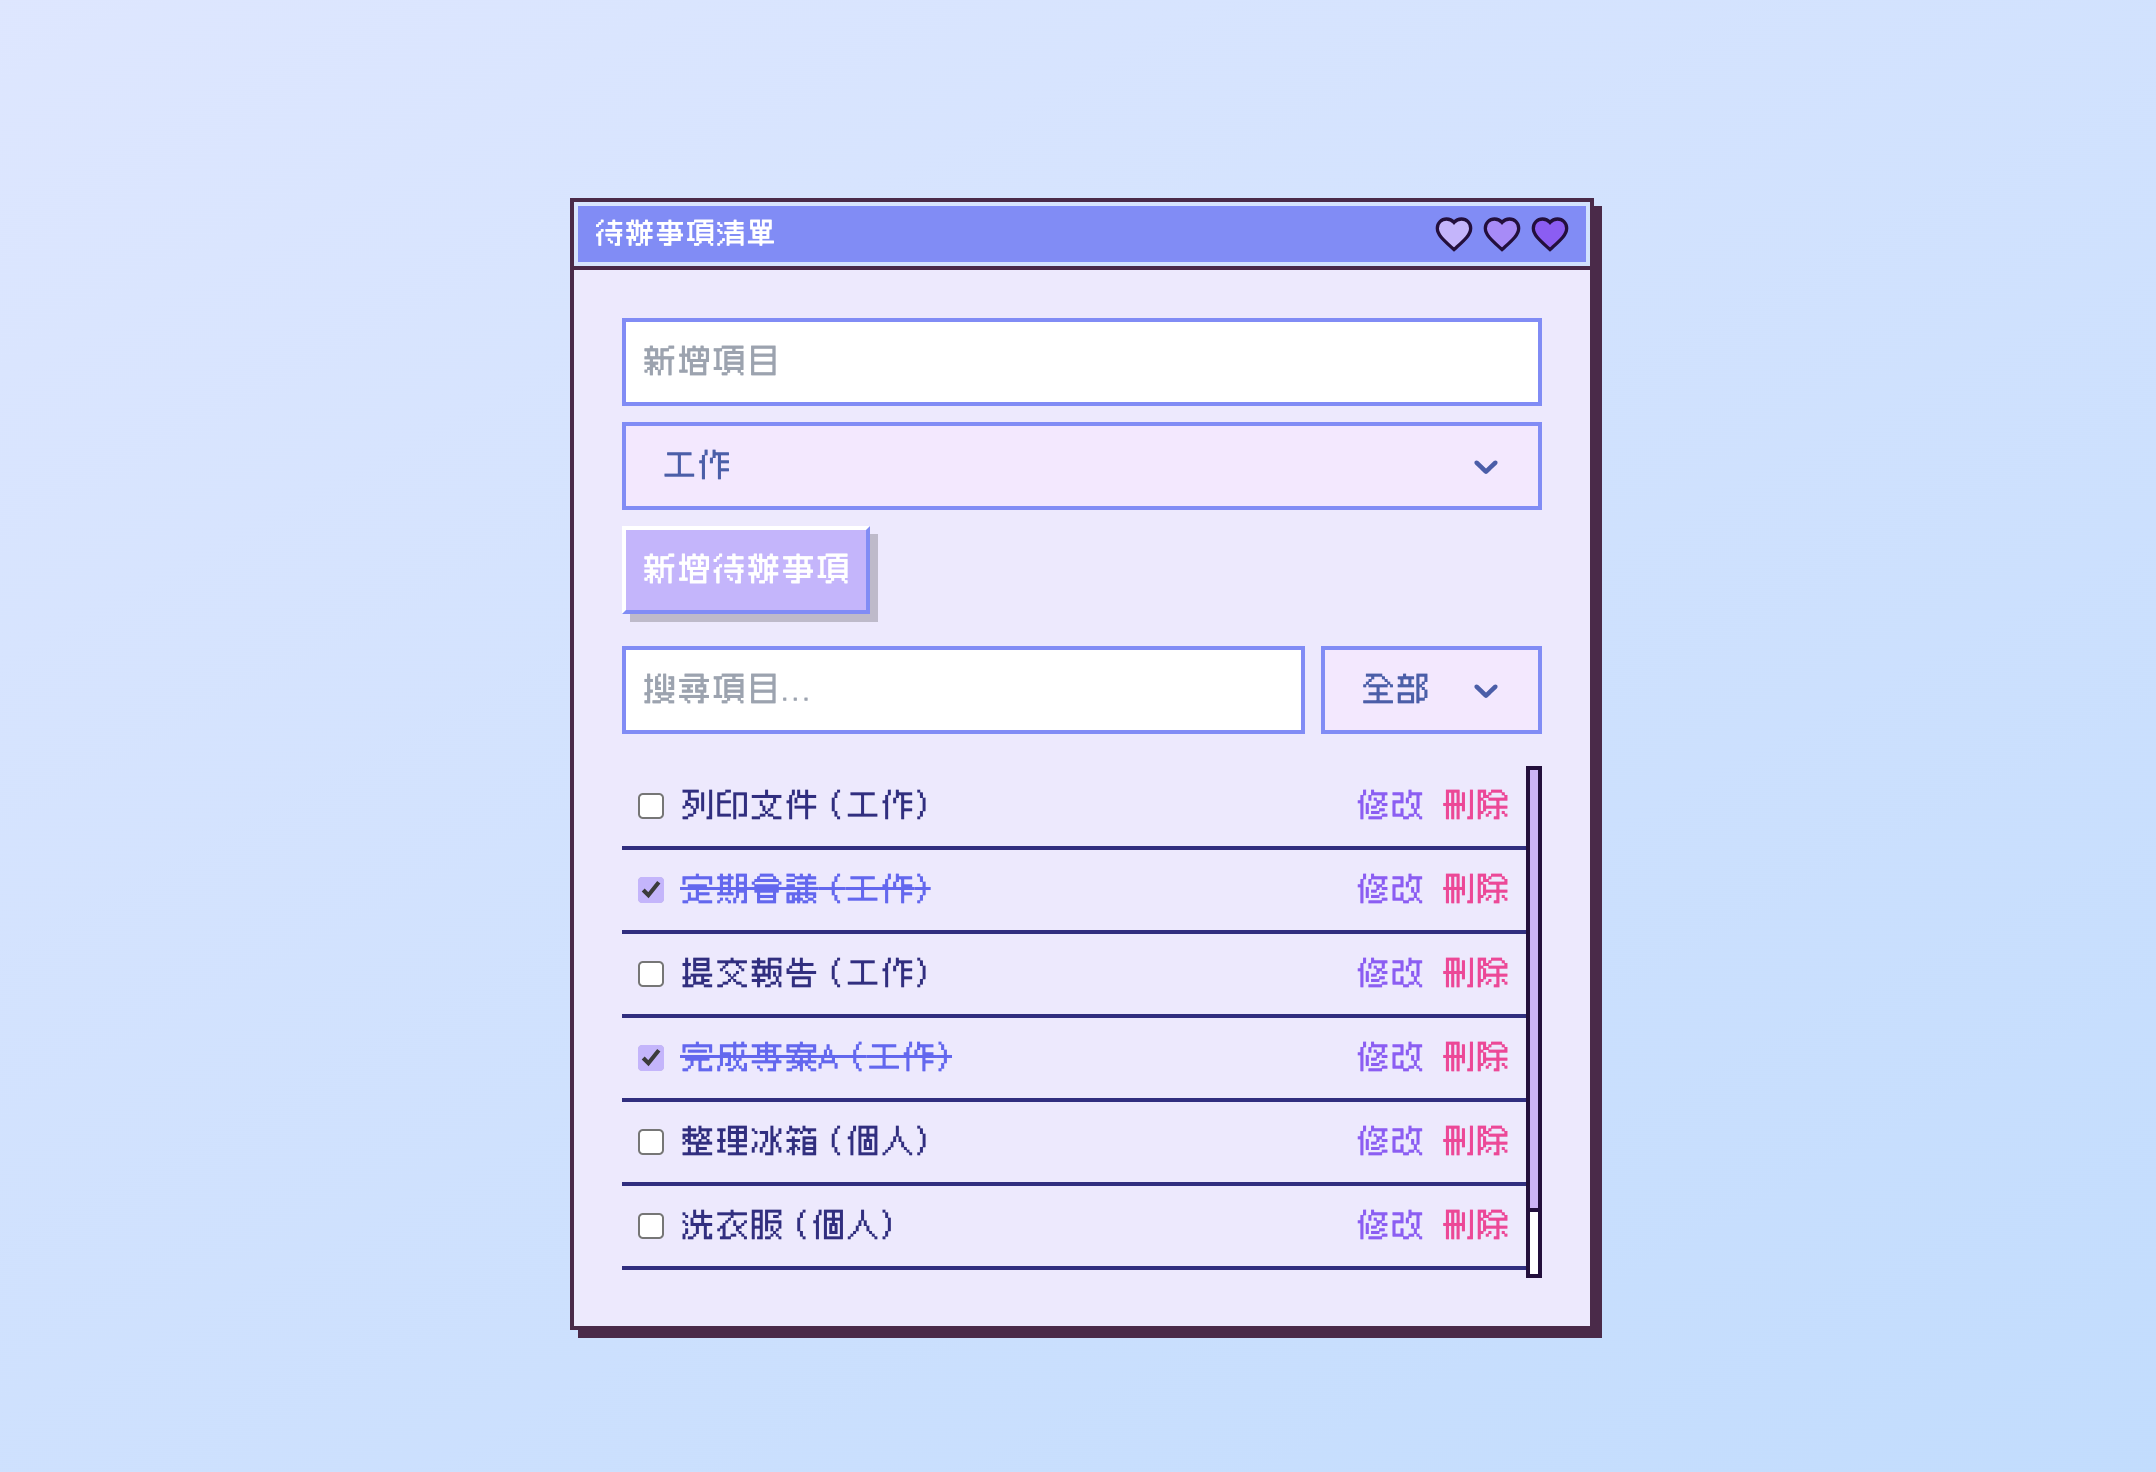 待辦事項清單
新增項目
工作
新增待辦事項
搜尋項目...
全部
列印文件 (工作) 修改 刪除
定期會議 (工作) 修改 刪除
提交報告 (工作) 修改 刪除
完成專案A (工作) 修改 刪除
整理冰箱 (個人) 修改 刪除
洗衣服 (個人) 修改 刪除